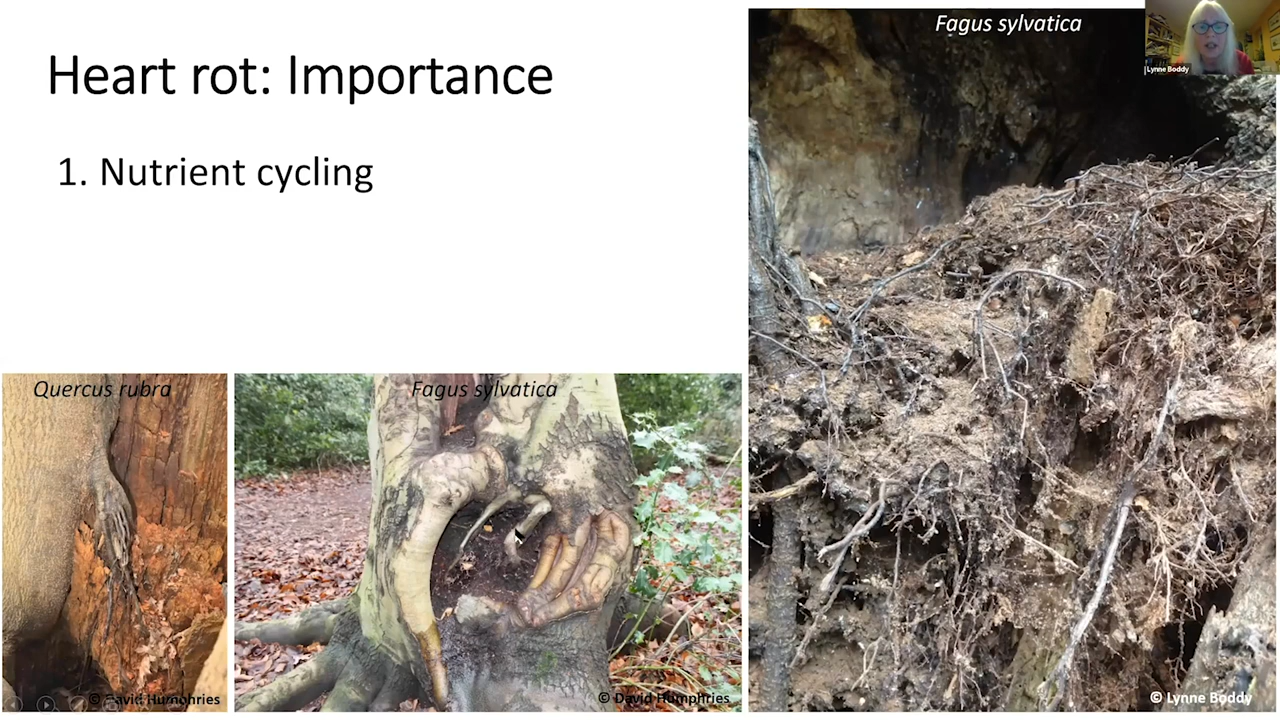 Heart rot: Importance
1. Nutrient cycling
Fagus sylvatica
Lynne Boddy
Quercus rubra
Fagus sylvatica
© David Humphries
© David Humphries
© Lynne Boddy